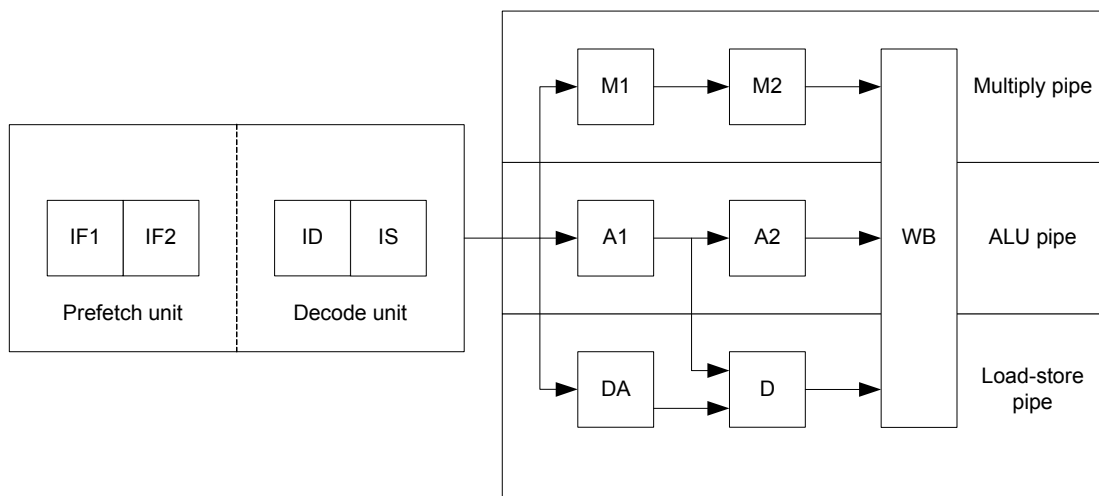 M1
M2
Multiply pipe
IF1
IF2
ID
IS
A1
A2
WB
ALU pipe
Prefetch unit
Decode unit
DA
D
Load-store
pipe